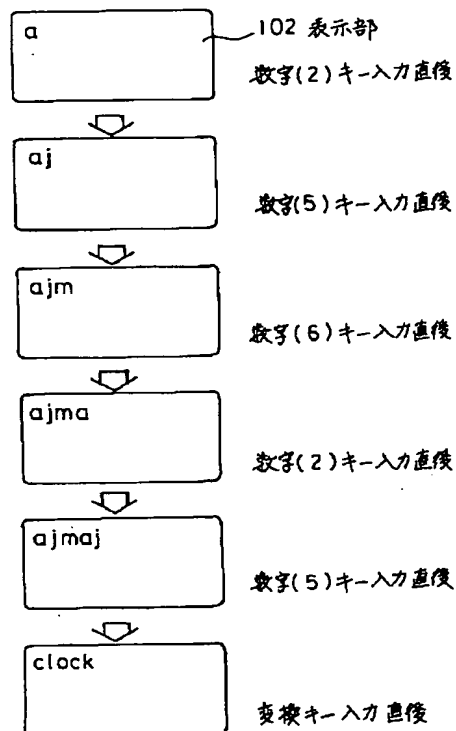 a
102 表示部
数字(2)キー入力直後
aj
数字(5)キー入力直後
ajm
数字(6)キー入力直後
ajma
数字(2)キー入力直後
ajmaj
数字(5)キー入力直後
clock
変換キー入力直後